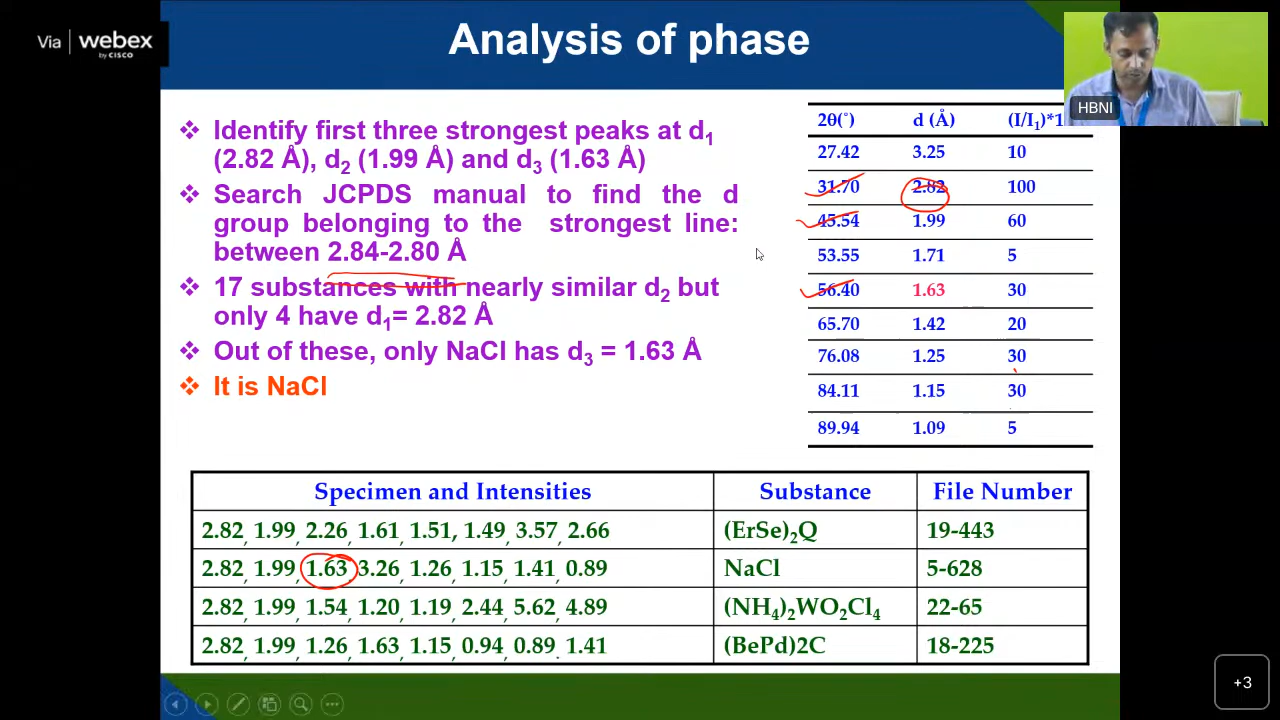 Via | webex
by CISCO
Analysis of phase
HBNI
❖ Identify first three strongest peaks at d1
(2.82 Å), d2 (1.99 Å) and d3 (1.63 Å)
❖ Search JCPDS manual to find the d
group belonging to the strongest line:
between 2.84-2.80 Å
❖ 17 substances with nearly similar d2 but
only 4 have d1= 2.82 Å
❖ Out of these, only NaCl has d3 = 1.63 Å
❖ It is NaCl
2θ(°) d (Å) (I/I1)*1
27.42 3.25 10
31.70 2.82 100
45.54 1.99 60
53.55 1.71 5
56.40 1.63 30
65.70 1.42 20
76.08 1.25 30
84.11 1.15 30
89.94 1.09 5
Specimen and Intensities Substance File Number
2.82, 1.99, 2.26, 1.61, 1.51, 1.49, 3.57, 2.66 (ErSe)2Q 19-443
2.82, 1.99, 1.63, 3.26, 1.26, 1.15, 1.41, 0.89 NaCl 5-628
2.82, 1.99, 1.54, 1.20, 1.19, 2.44, 5.62, 4.89 (NH4)2WO2Cl4 22-65
2.82, 1.99, 1.26, 1.63, 1.15, 0.94, 0.89, 1.41 (BePd)2C 18-225
+3